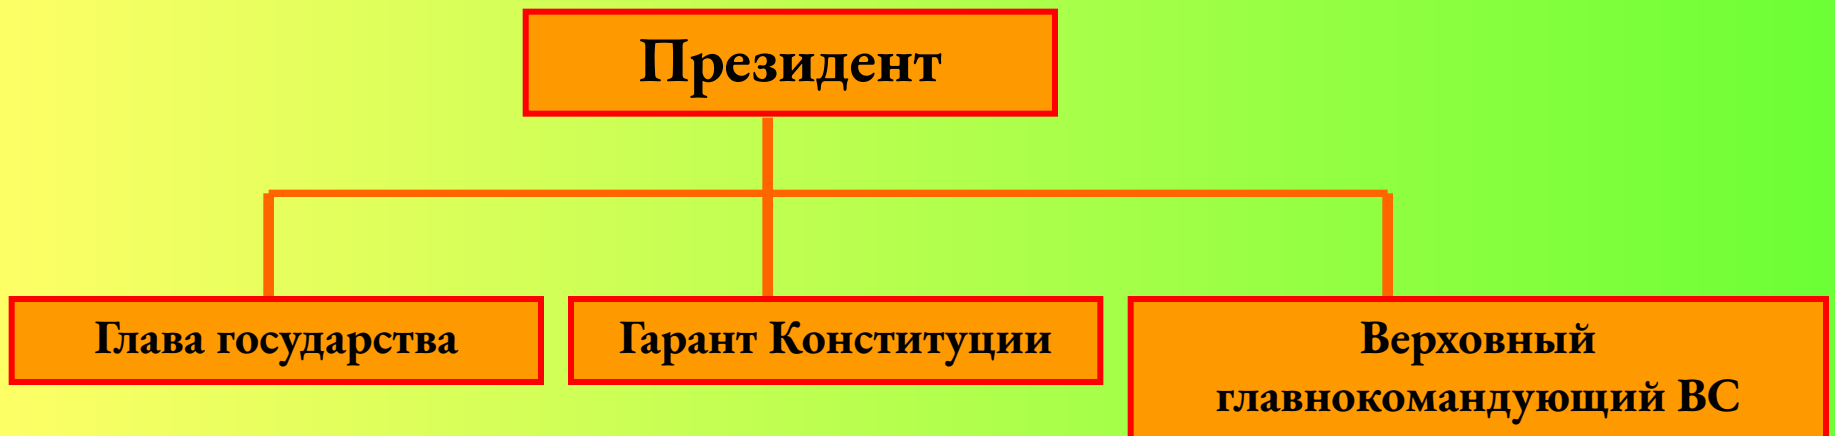 Президент
Глава государства
Гарант Конституции
Верховный
главнокомандующий ВС